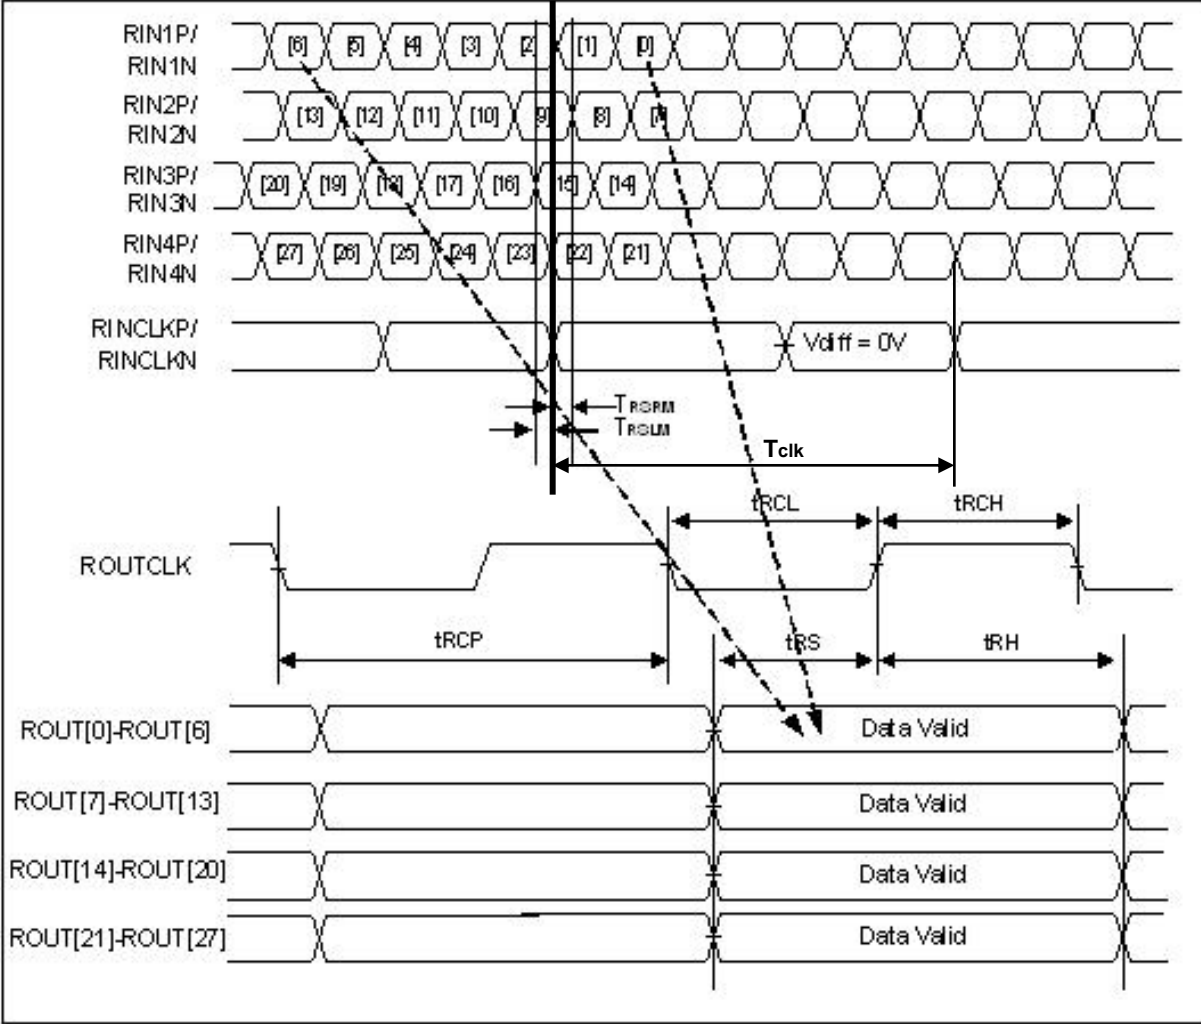 RIN1P/
RIN1N
[6] [5] [4] [3] [2] [1] [0]
RIN2P/
RIN2N
[13] [12] [11] [10] [9] [8] [7]
RIN3P/
RIN3N
[20] [19] [18] [17] [16] 15] [14]
RIN4P/
RIN4N
[27] [26] [25] [24] [23] [22] [21]
RINCLKP/
RINCLKN
Vdiff = 0V
TRSRM
TRSLM
Tclk
tRCL
tRCH
ROUTCLK
tRCP
tRS
tRH
ROUT[0]-ROUT[6]
Data Valid
ROUT[7]-ROUT[13]
Data Valid
ROUT[14]-ROUT[20]
Data Valid
ROUT[21]-ROUT[27]
Data Valid